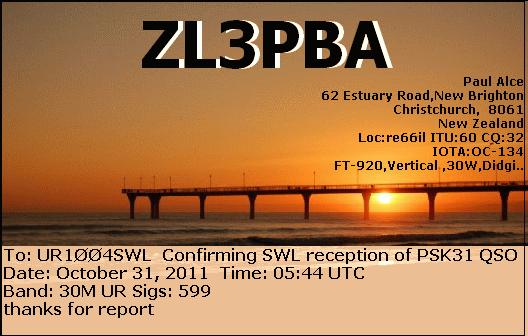 ZL3PBA
Paul Alce
62 Estuary Road,New Brighton
Christchurch, 8061
New Zealand
Loc:re66il ITU:60 CQ:32
IOTA:OC-134
FT-920,Vertical ,30W,Didgi..
To: UR1ØØ4SWL Confirming SWL reception of PSK31 QSO
Date: October 31, 2011 Time: 05:44 UTC
Band: 30M UR Sigs: 599
thanks for report